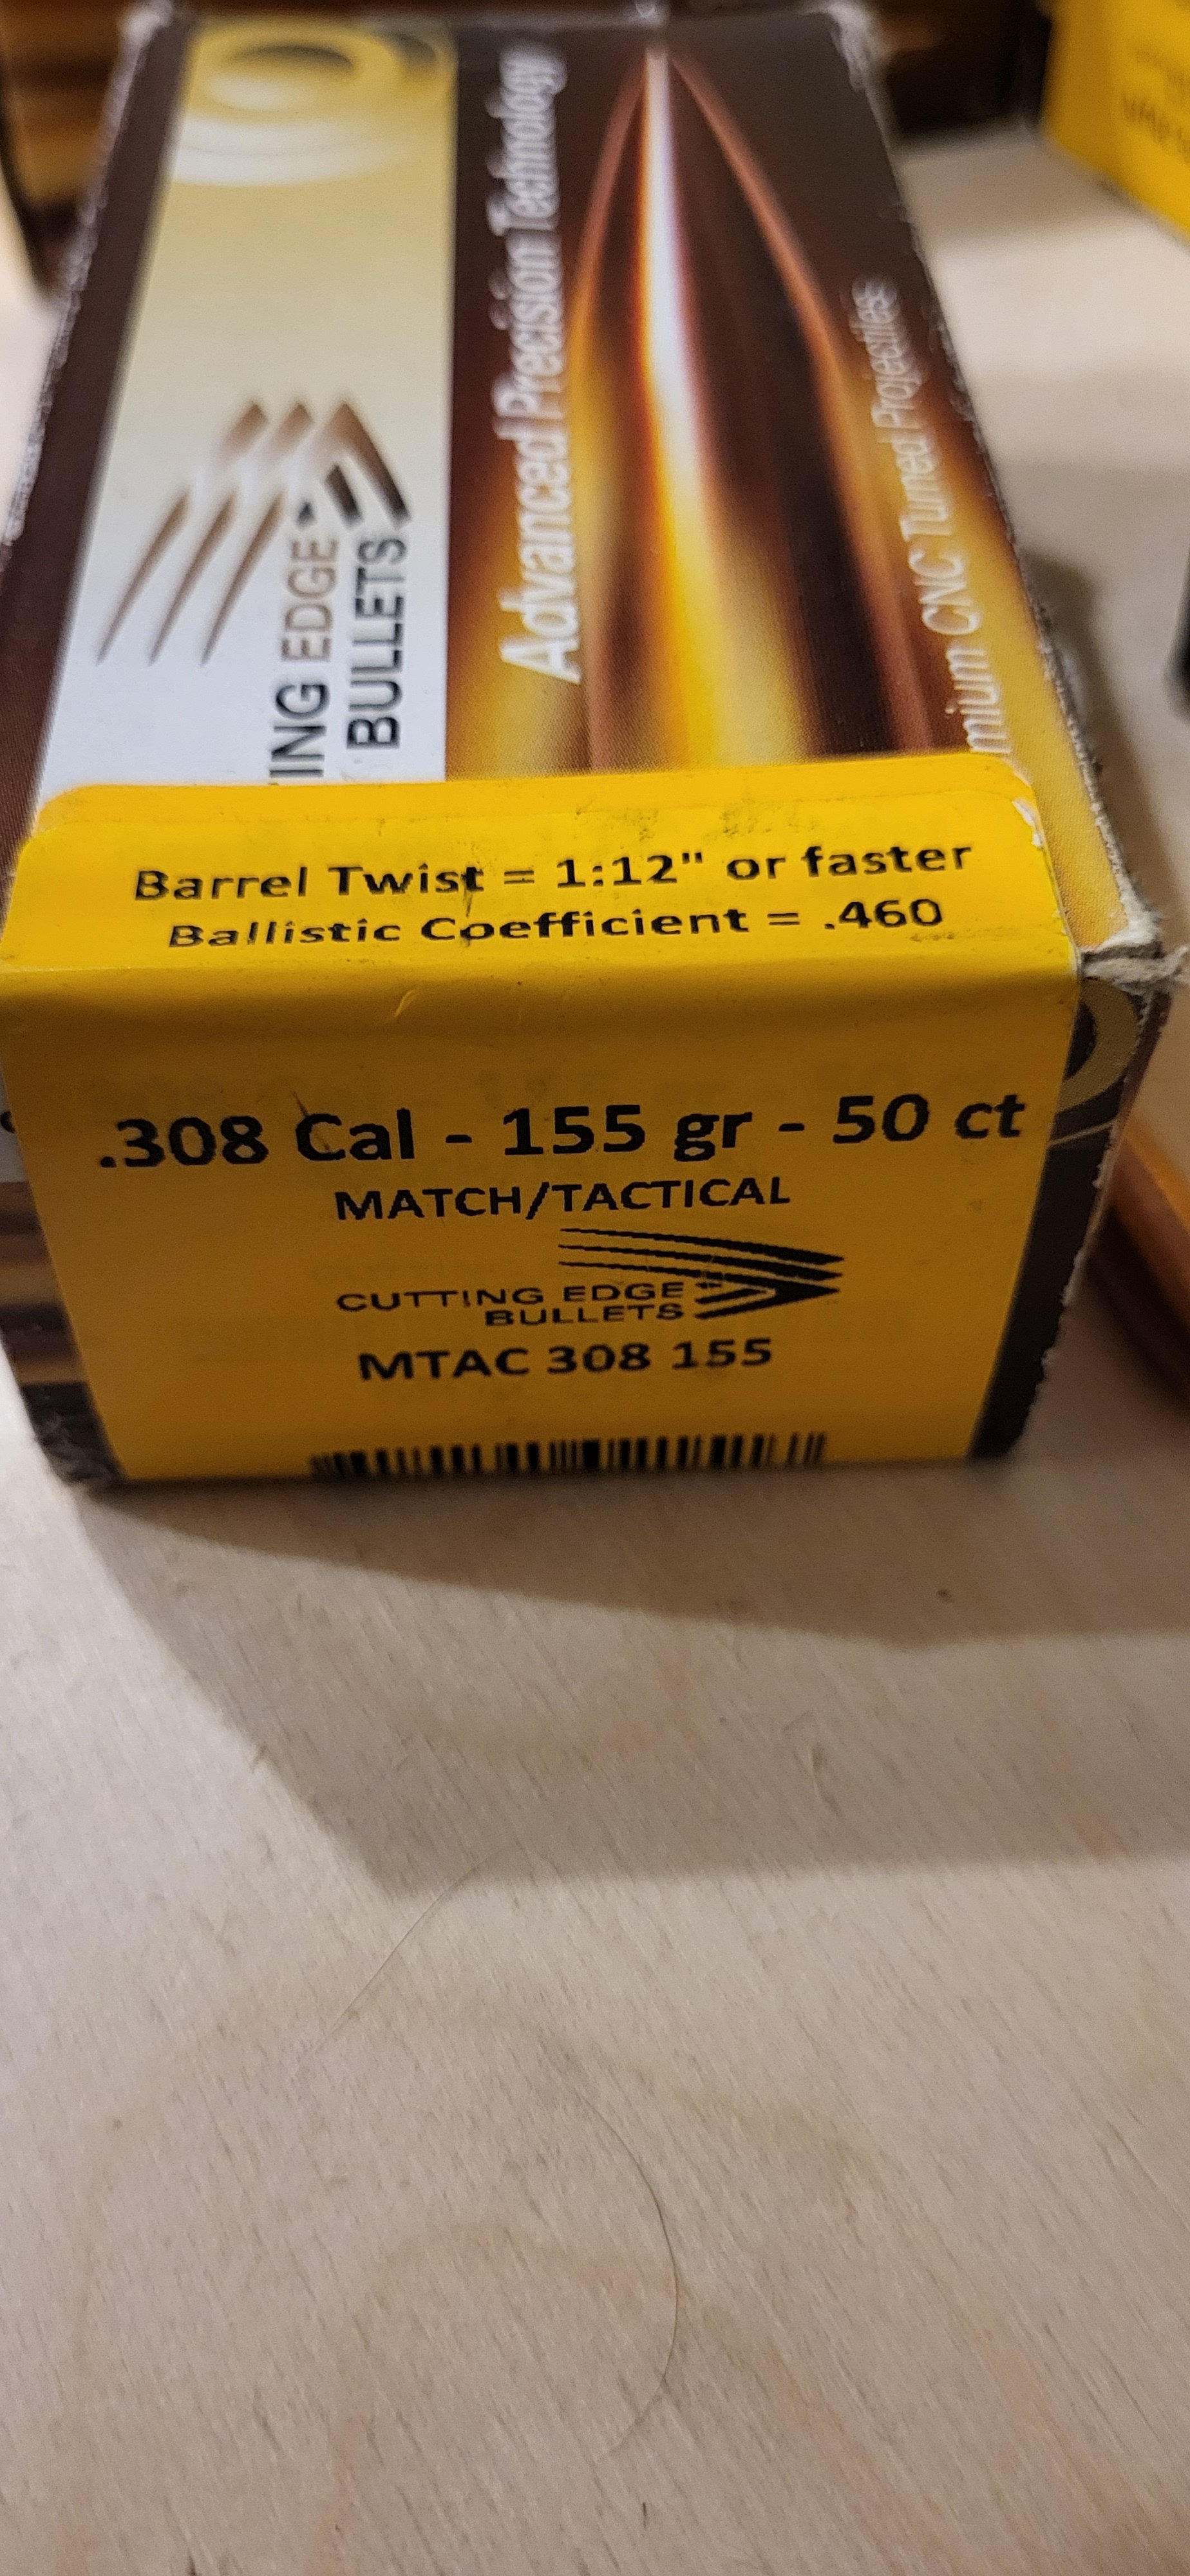 Advanced Precision Technology
mium CNC Turned Projectiles
ING EDGE
BULLETS
Barrel Twist = 1:12" or faster
Ballistic Coefficient = .460
.308 Cal - 155 gr - 50 ct
MATCH/TACTICAL
CUTTING EDGE
BULLETS
MTAC 308 155